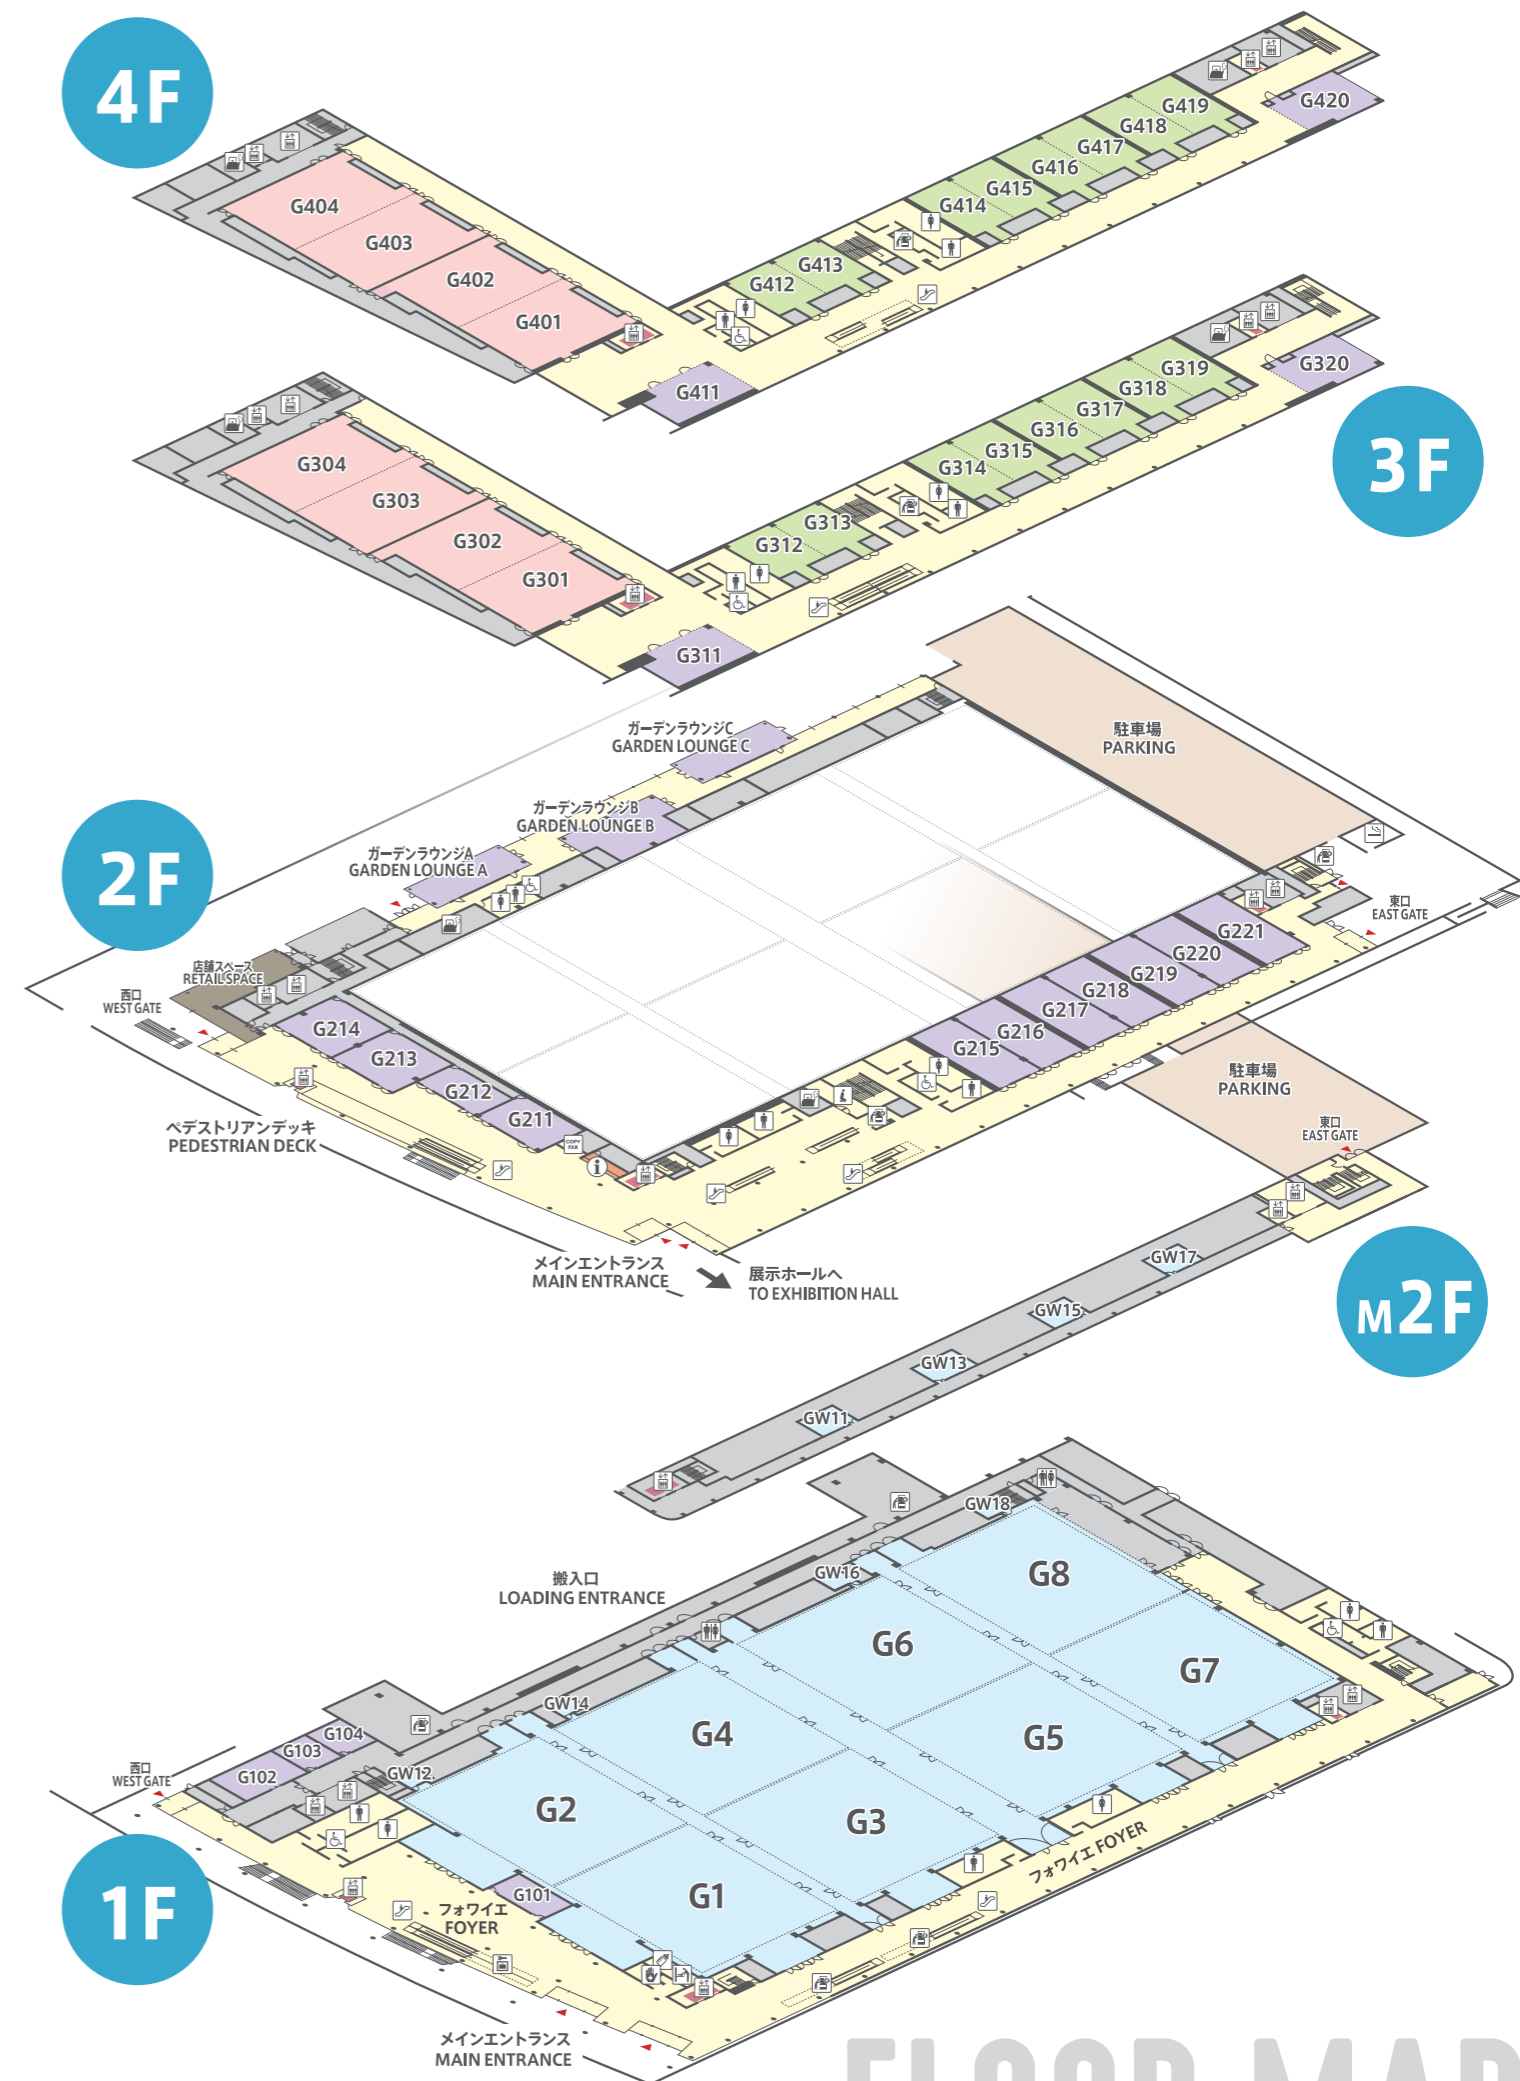 4F
G404
G403
G402
G401
G411
G412
G413
G414
G415
G416
G417
G418
G419
G420
3F
G304
G303
G302
G301
G311
G312
G313
G314
G315
G316
G317
G318
G319
G320
2F
ガーデンラウンジC
GARDEN LOUNGE C
ガーデンラウンジB
GARDEN LOUNGE B
ガーデンラウンジA
GARDEN LOUNGE A
駐車場
PARKING
東口
EAST GATE
店舗スペース
RETAIL SPACE
西口
WEST GATE
G214
G213
G212
G211
G215
G216
G217
G218
G219
G220
G221
COPY
FAX
i
ペデストリアンデッキ
PEDESTRIAN DECK
メインエントランス
MAIN ENTRANCE
展示ホールへ
TO EXHIBITION HALL
M2F
駐車場
PARKING
東口
EAST GATE
GW17
GW15
GW13
GW11
1F
搬入口
LOADING ENTRANCE
GW18
GW16
GW14
GW12
G8
G7
G6
G5
G4
G3
G2
G1
G104
G103
G102
G101
西口
WEST GATE
フォワイエ
FOYER
フォワイエ FOYER
メインエントランス
MAIN ENTRANCE
FLOOR MAP